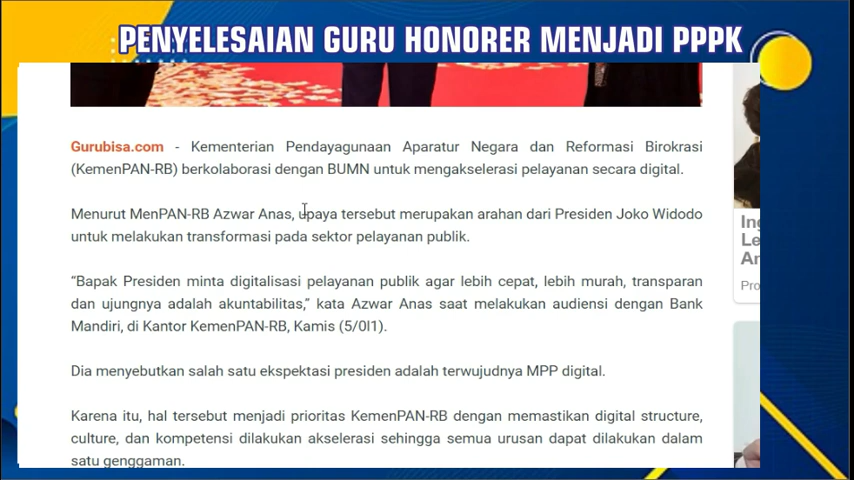 PENYELESAIAN GURU HONORER MENJADI PPPK
Gurubisa.com - Kementerian Pendayagunaan Aparatur Negara dan Reformasi Birokrasi
(KemenPAN-RB) berkolaborasi dengan BUMN untuk mengakselerasi pelayanan secara digital.
Menurut MenPAN-RB Azwar Anas, upaya tersebut merupakan arahan dari Presiden Joko Widodo
untuk melakukan transformasi pada sektor pelayanan publik.
“Bapak Presiden minta digitalisasi pelayanan publik agar lebih cepat, lebih murah, transparan
dan ujungnya adalah akuntabilitas,” kata Azwar Anas saat melakukan audiensi dengan Bank
Mandiri, di Kantor KemenPAN-RB, Kamis (5/0l1).
Dia menyebutkan salah satu ekspektasi presiden adalah terwujudnya MPP digital.
Karena itu, hal tersebut menjadi prioritas KemenPAN-RB dengan memastikan digital structure,
culture, dan kompetensi dilakukan akselerasi sehingga semua urusan dapat dilakukan dalam
satu genggaman.